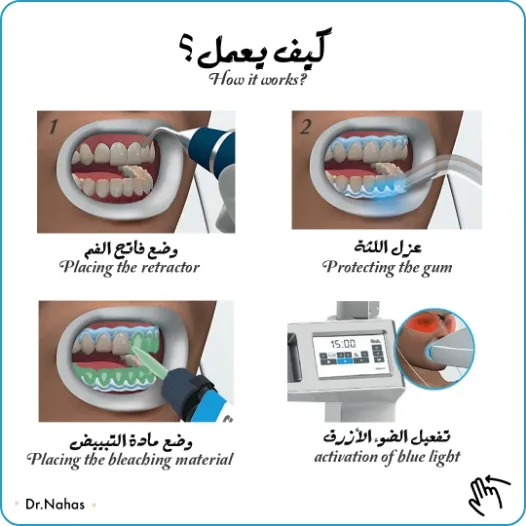 كيف يعمل ؟
How it works?
1
وضع فاتح الفم
Placing the retractor
2
عزل اللثة
Protecting the gum
وضع مادة التبييض
Placing the bleaching material
15:00
تفعيل الضوء الأزرق
activation of blue light
Dr.Nahas